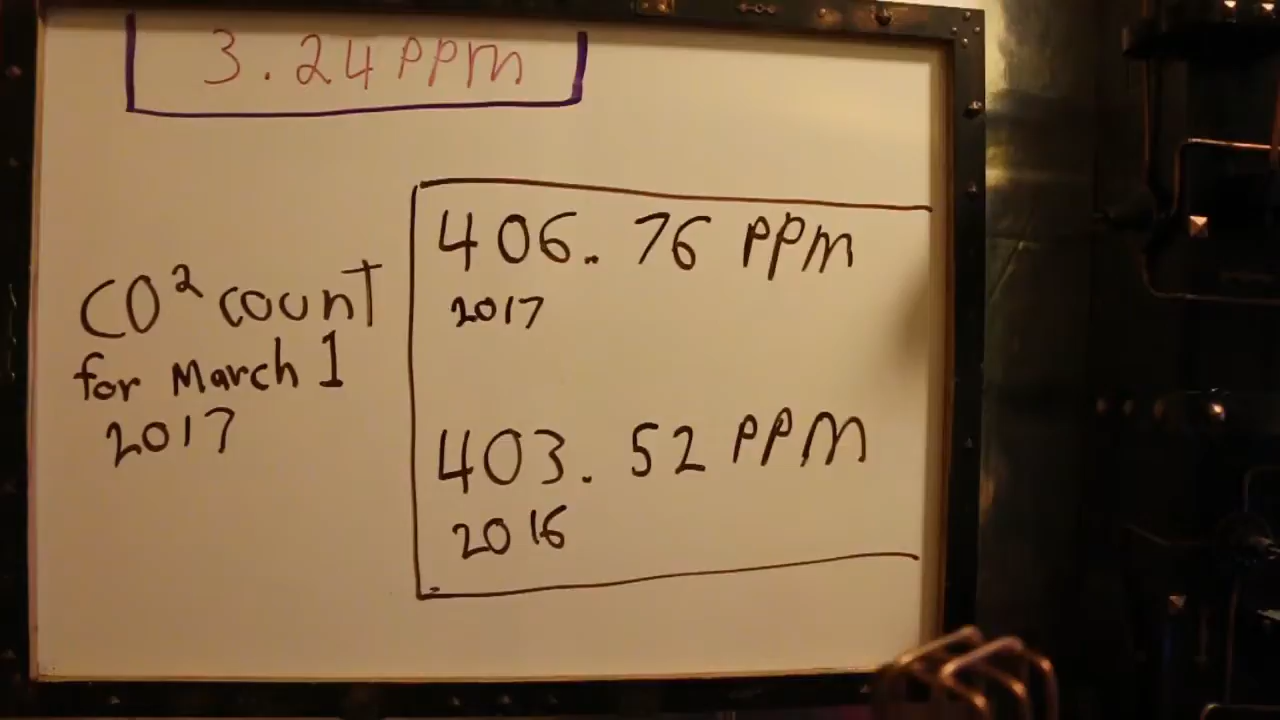 3.24 PPm
CO² count
for March 1
2017
406.76 PPm
2017
403.52 PPM
2016